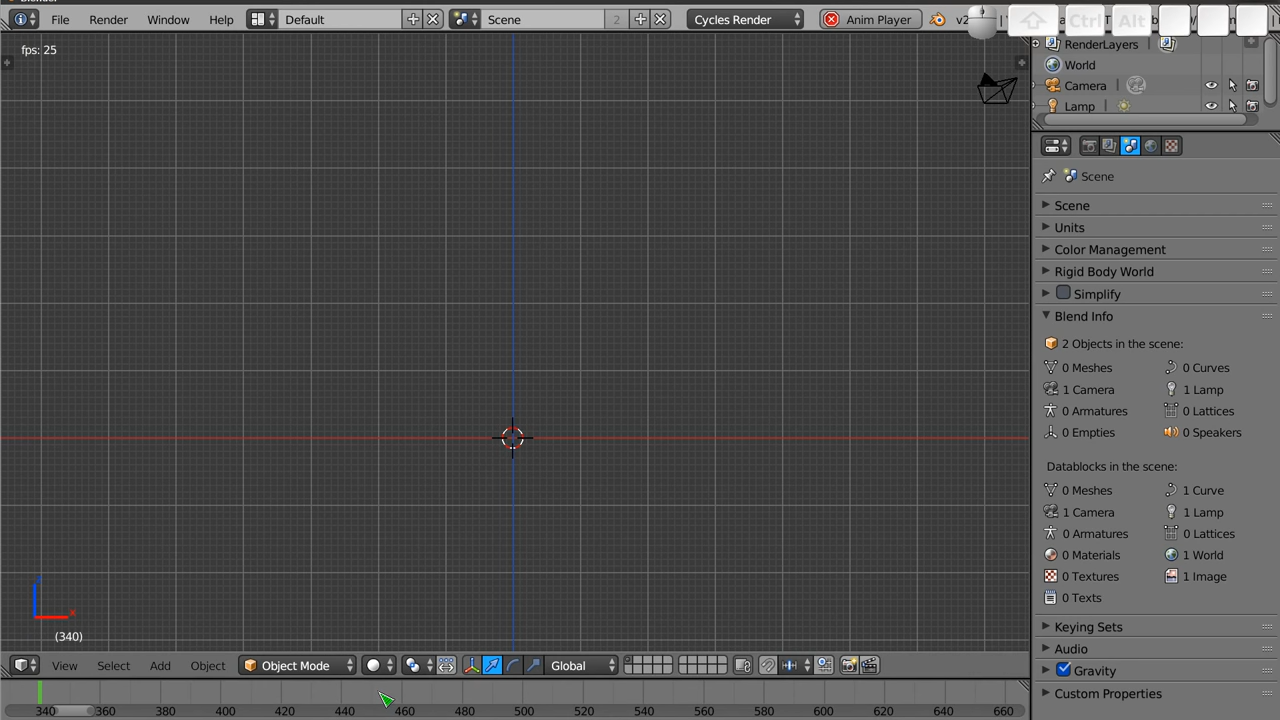 File Render Window Help Default Scene 2 Cycles Render Anim Player v2
Ctrl Alt
fps: 25
RenderLayers
World
Camera
Lamp
Scene
Scene
Units
Color Management
Rigid Body World
Simplify
Blend Info
2 Objects in the scene:
0 Meshes 0 Curves
1 Camera 1 Lamp
0 Armatures 0 Lattices
0 Empties 0 Speakers
Datablocks in the scene:
0 Meshes 1 Curve
1 Camera 1 Lamp
0 Armatures 0 Lattices
0 Materials 1 World
0 Textures 1 Image
0 Texts
Keying Sets
Audio
Gravity
Custom Properties
x
(340)
View Select Add Object Object Mode Global
340 360 380 400 420 440 460 480 500 520 540 560 580 600 620 640 660